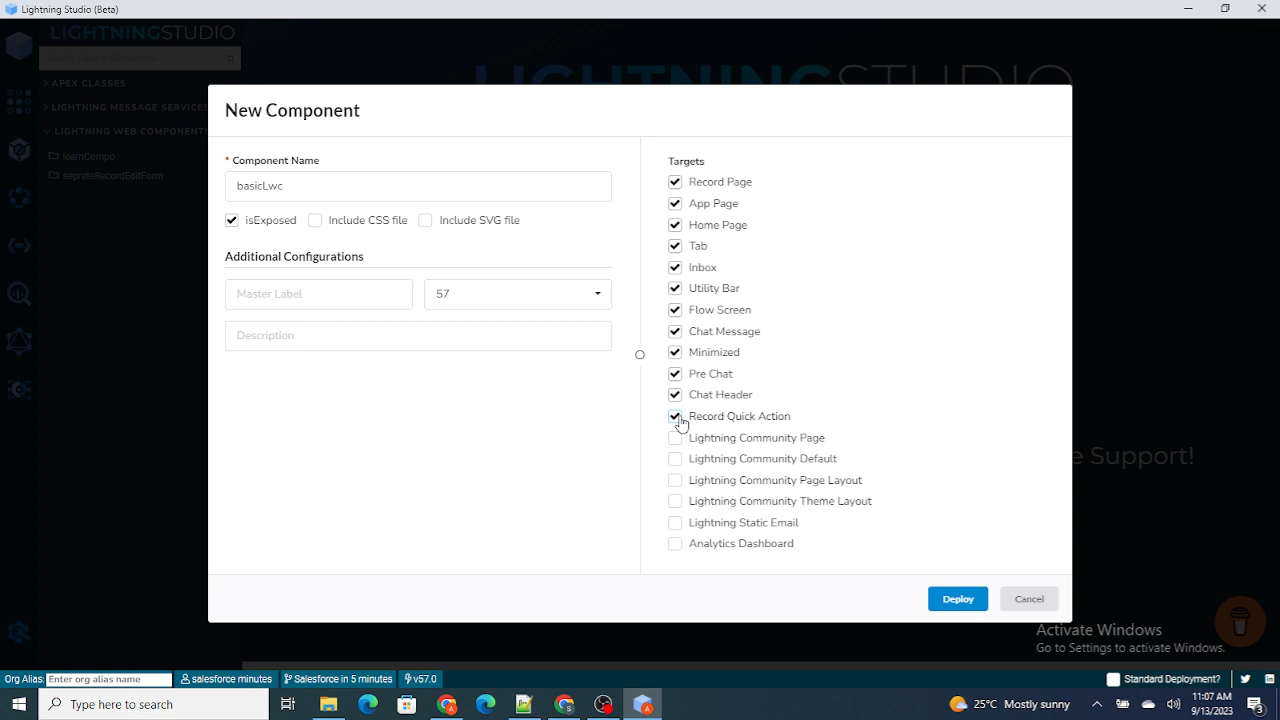 Lightning Studio (Beta)
LIGHTNINGSTUDIO
APEX CLASSES
LIGHTNING MESSAGE SERVICES
LIGHTNING WEB COMPONENTS
learnCompo
seprateRecordEditForm
LIGHTNINGSTUDIO
New Component
* Component Name
basicLwc
isExposed Include CSS file Include SVG file
Additional Configurations
Master Label 57
Description
Targets
Record Page
App Page
Home Page
Tab
Inbox
Utility Bar
Flow Screen
Chat Message
Minimized
Pre Chat
Chat Header
Record Quick Action
Lightning Community Page
Lightning Community Default
Lightning Community Page Layout
Lightning Community Theme Layout
Lightning Static Email
Analytics Dashboard
e Support!
Deploy Cancel
Activate Windows
Go to Settings to activate Windows.
Org Alias: Enter org alias name salesforce minutes Salesforce in 5 minutes v57.0 Standard Deployment?
Type here to search
25°C Mostly sunny
11:07 AM
9/13/2023
3